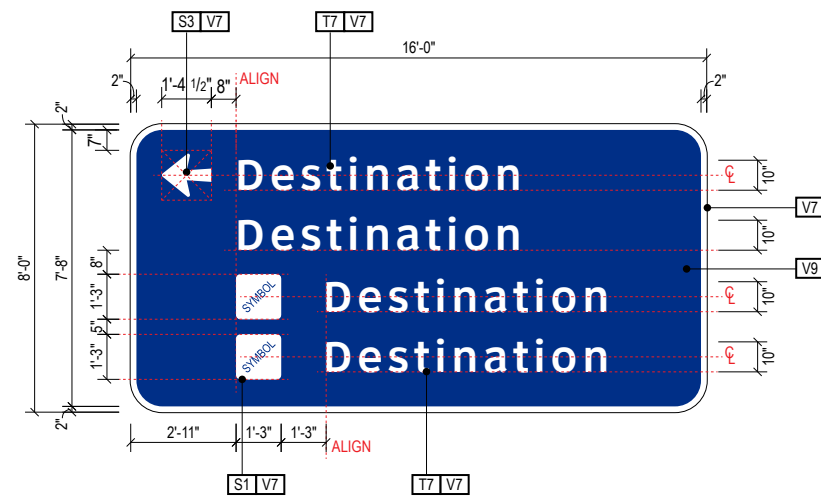 S3 V7
T7 V7
16'-0"
2"
1'-4 1/2"
8"
ALIGN
2"
2"
7"
Destination
℄
10"
V7
Destination
10"
8'-0"
7'-8"
8"
V9
1'-3"
SYMBOL
Destination
℄
10"
5"
1'-3"
SYMBOL
Destination
℄
10"
2"
2'-11"
1'-3"
1'-3"
ALIGN
S1 V7
T7 V7